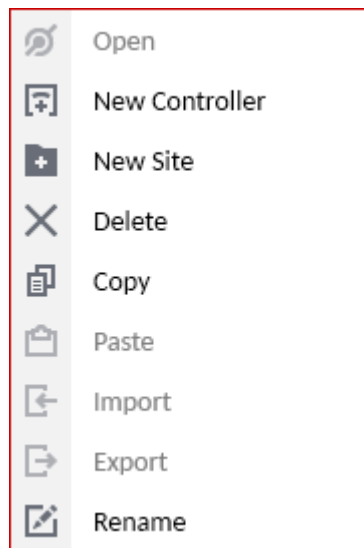 Open
New Controller
New Site
Delete
Copy
Paste
Import
Export
Rename